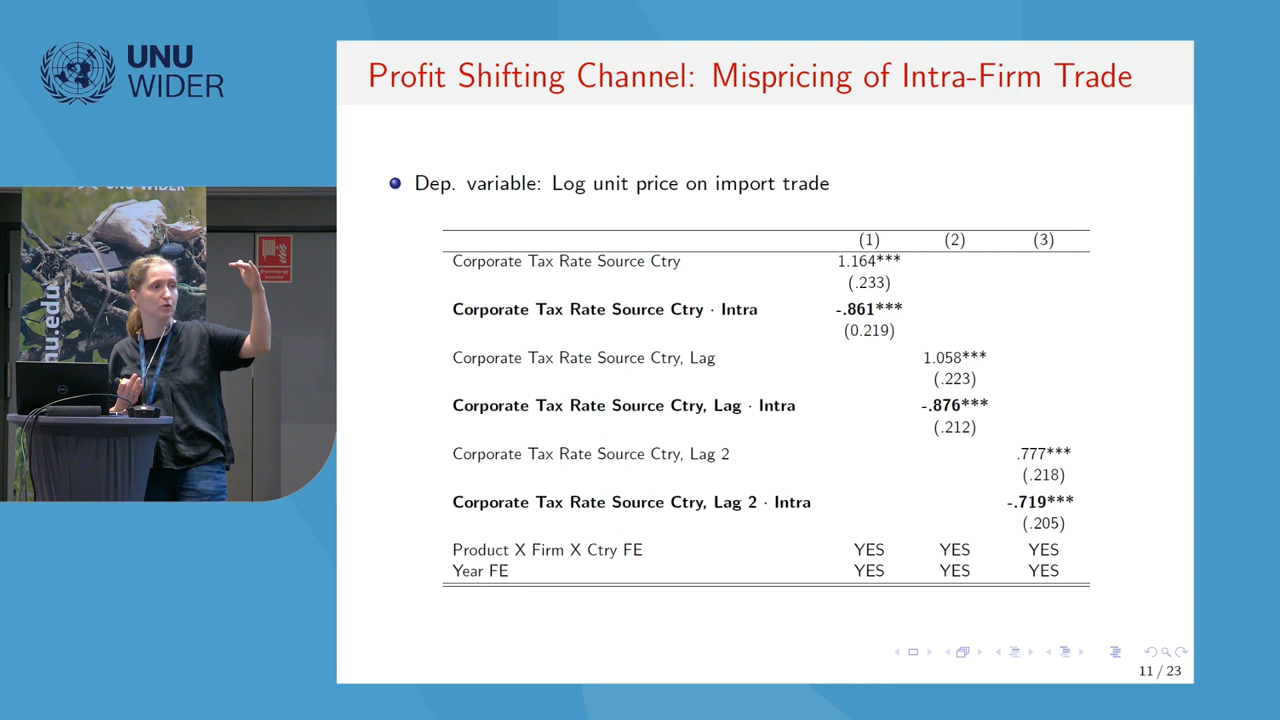 UNU
WIDER
UNU-WIDER
nu.edu
Profit Shifting Channel: Mispricing of Intra-Firm Trade
Dep. variable: Log unit price on import trade
(1) (2) (3)
Corporate Tax Rate Source Ctry 1.164***
(.233)
Corporate Tax Rate Source Ctry · Intra -.861***
(0.219)
Corporate Tax Rate Source Ctry, Lag 1.058***
(.223)
Corporate Tax Rate Source Ctry, Lag · Intra -.876***
(.212)
Corporate Tax Rate Source Ctry, Lag 2 .777***
(.218)
Corporate Tax Rate Source Ctry, Lag 2 · Intra -.719***
(.205)
Product X Firm X Ctry FE YES YES YES
Year FE YES YES YES
11 / 23